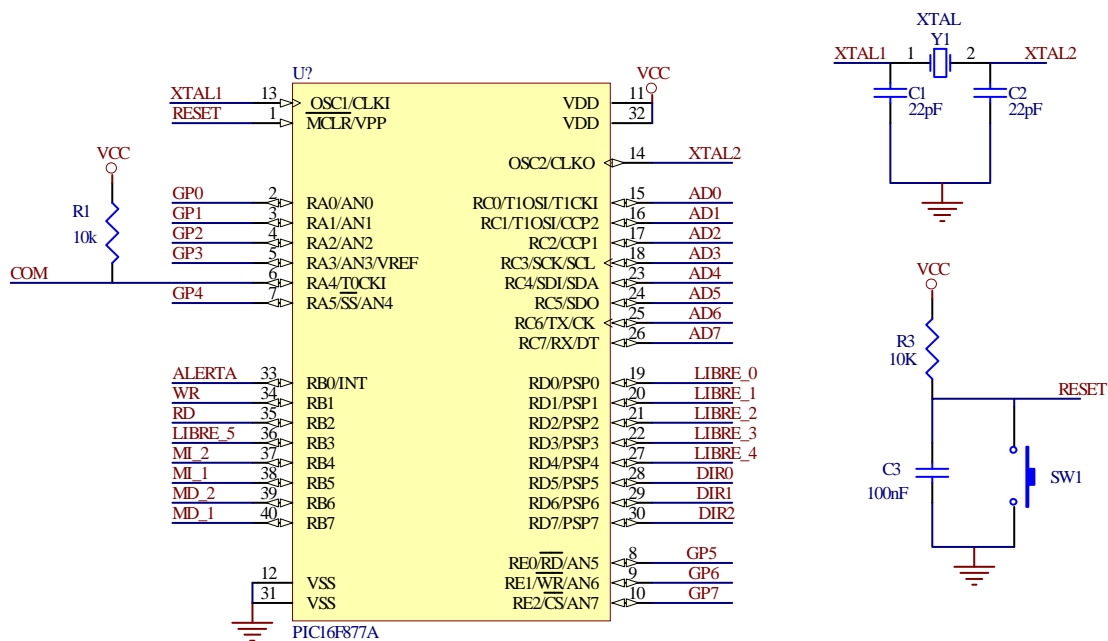 XTAL
Y1
XTAL1 1 2 XTAL2
C1
22pF
C2
22pF
U?
VCC
XTAL1 13 OSC1/CLKI
RESET 1 MCLR/VPP
VDD 11
VDD 32
OSC2/CLKO 14 XTAL2
VCC
R1
10k
COM
GP0 2 RA0/AN0
GP1 3 RA1/AN1
GP2 4 RA2/AN2
GP3 5 RA3/AN3/VREF
6 RA4/T0CKI
GP4 7 RA5/SS/AN4
RC0/T1OSI/T1CKI 15 AD0
RC1/T1OSI/CCP2 16 AD1
RC2/CCP1 17 AD2
RC3/SCK/SCL 18 AD3
RC4/SDI/SDA 23 AD4
RC5/SDO 24 AD5
RC6/TX/CK 25 AD6
RC7/RX/DT 26 AD7
ALERTA 33 RB0/INT
WR 34 RB1
RD 35 RB2
LIBRE_5 36 RB3
MI_2 37 RB4
MI_1 38 RB5
MD_2 39 RB6
MD_1 40 RB7
RD0/PSP0 19 LIBRE_0
RD1/PSP1 20 LIBRE_1
RD2/PSP2 21 LIBRE_2
RD3/PSP3 22 LIBRE_3
RD4/PSP4 27 LIBRE_4
RD5/PSP5 28 DIR0
RD6/PSP6 29 DIR1
RD7/PSP7 30 DIR2
RE0/RD/AN5 8 GP5
RE1/WR/AN6 9 GP6
RE2/CS/AN7 10 GP7
12 VSS
31 VSS
PIC16F877A
VCC
R3
10K
RESET
C3
100nF
SW1